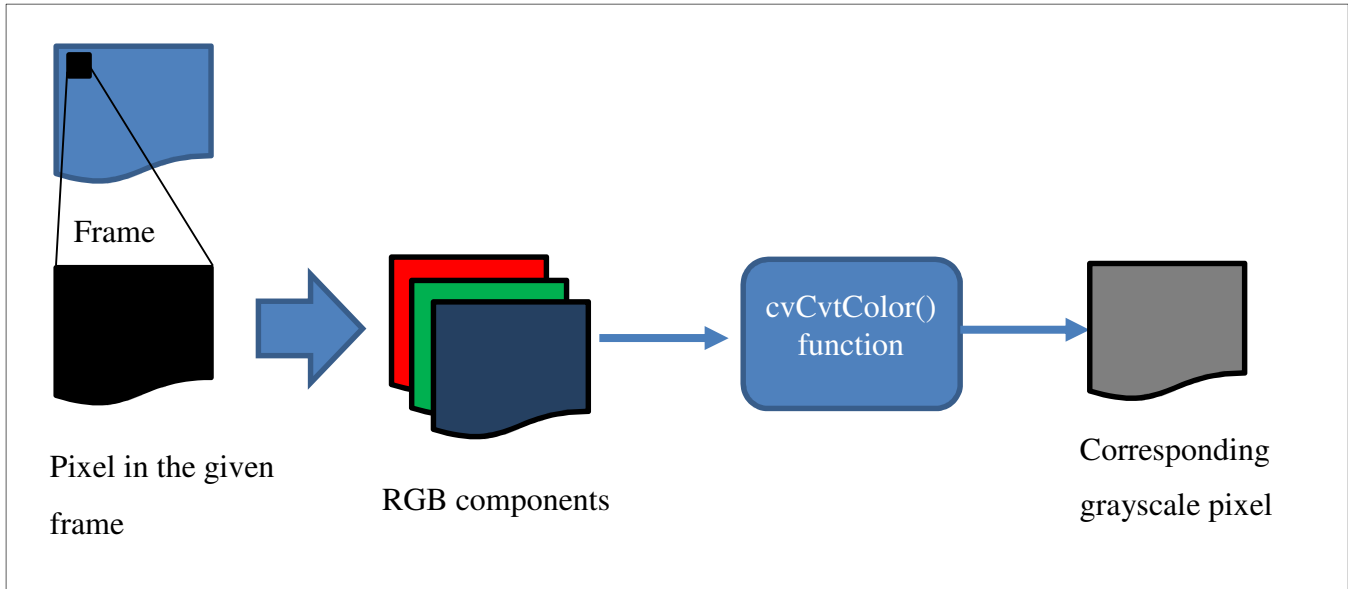 Frame
Pixel in the given
frame
RGB components
cvCvtColor()
function
Corresponding
grayscale pixel